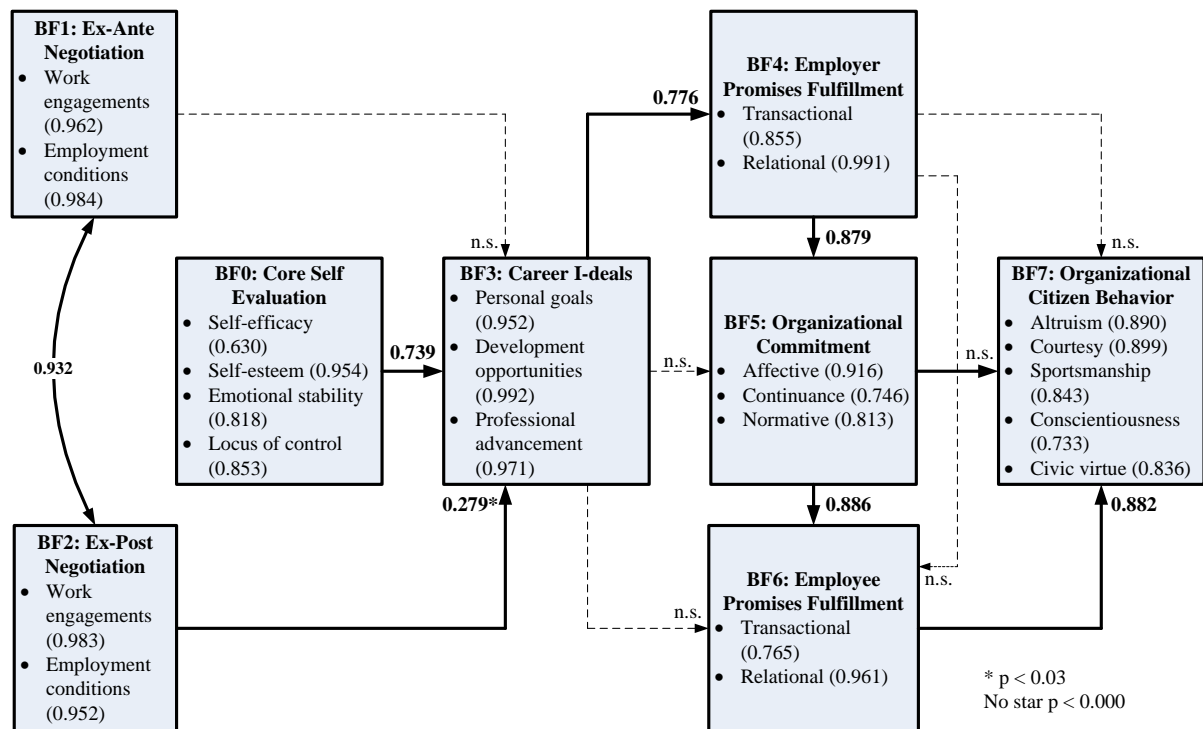 BF1: Ex-Ante
Negotiation
• Work
engagements
(0.962)
• Employment
conditions
(0.984)
0.932
BF2: Ex-Post
Negotiation
• Work
engagements
(0.983)
• Employment
conditions
(0.952)
BF0: Core Self
Evaluation
• Self-efficacy
(0.630)
• Self-esteem (0.954)
• Emotional stability
(0.818)
• Locus of control
(0.853)
0.739
n.s.
BF3: Career I-deals
• Personal goals
(0.952)
• Development
opportunities
(0.992)
• Professional
advancement
(0.971)
0.279*
0.776
n.s.
n.s.
BF4: Employer
Promises Fulfillment
• Transactional
(0.855)
• Relational (0.991)
0.879
BF5: Organizational
Commitment
• Affective (0.916)
• Continuance (0.746)
• Normative (0.813)
0.886
BF6: Employee
Promises Fulfillment
• Transactional
(0.765)
• Relational (0.961)
n.s.
n.s.
n.s.
BF7: Organizational
Citizen Behavior
• Altruism (0.890)
• Courtesy (0.899)
• Sportsmanship
(0.843)
• Conscientiousness
(0.733)
• Civic virtue (0.836)
0.882
* p < 0.03
No star p < 0.000